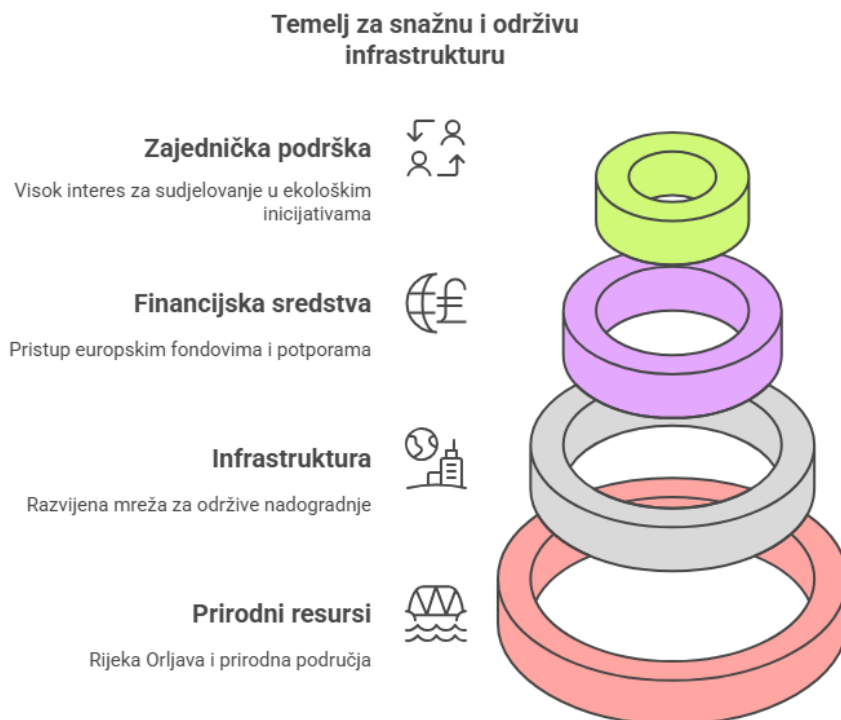 Temelj za snažnu i održivu
infrastrukturu
Zajednička podrška
Visok interes za sudjelovanje u ekološkim
inicijativama
Financijska sredstva
Pristup europskim fondovima i potporama
Infrastruktura
Razvijena mreža za održive nadogradnje
Prirodni resursi
Rijeka Orljava i prirodna područja